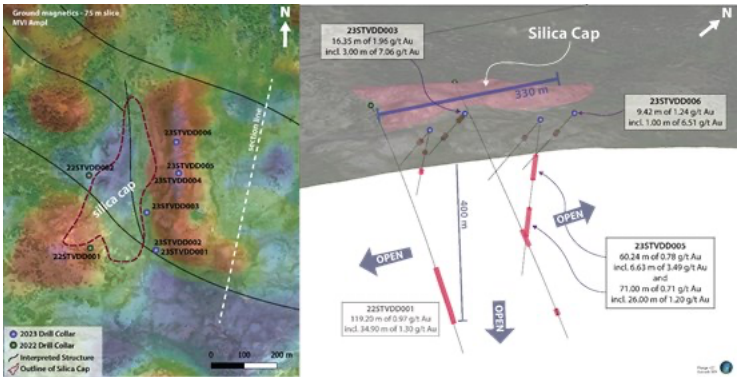 Ground magnetics - 75 m slice
MVI Ampl
N
section line
23STVDD006
23STVDD005
23STVDD004
22STVDD002
silica cap
23STVDD003
23STVDD002
23STVDD001
22STVDD001
2023 Drill Collar
2022 Drill Collar
Interpreted Structure
Outline of Silica Cap
0 100 200 m
23STVDD003
16.35 m of 1.96 g/t Au
incl. 3.00 m of 7.06 g/t Au
Silica Cap
N
330 m
23STVDD006
9.42 m of 1.24 g/t Au
incl. 1.00 m of 6.51 g/t Au
400 m
OPEN
OPEN
OPEN
23STVDD005
60.24 m of 0.78 g/t Au
incl. 6.63 m of 3.49 g/t Au
and
71.00 m of 0.71 g/t Au
incl. 26.00 m of 1.20 g/t Au
22STVDD001
119.20 m of 0.97 g/t Au
incl. 34.90 m of 1.30 g/t Au